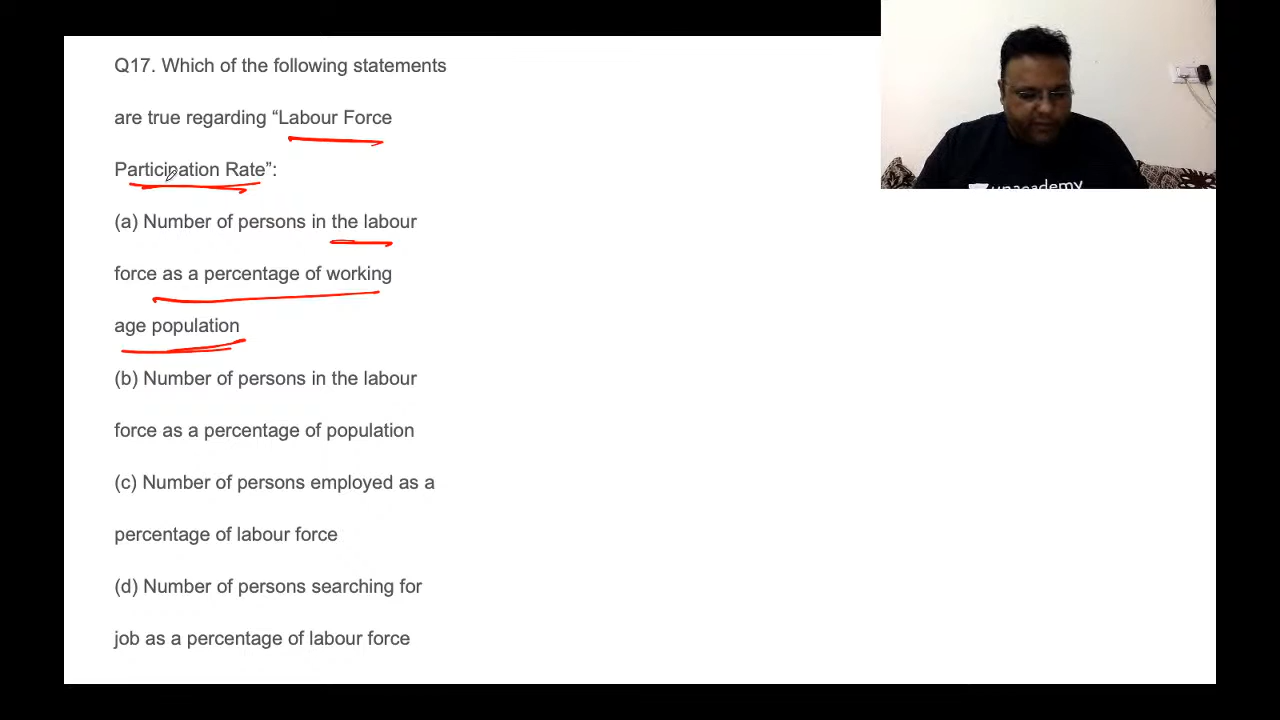 Q17. Which of the following statements
are true regarding “Labour Force
Participation Rate”:
(a) Number of persons in the labour
force as a percentage of working
age population
(b) Number of persons in the labour
force as a percentage of population
(c) Number of persons employed as a
percentage of labour force
(d) Number of persons searching for
job as a percentage of labour force
unacademy